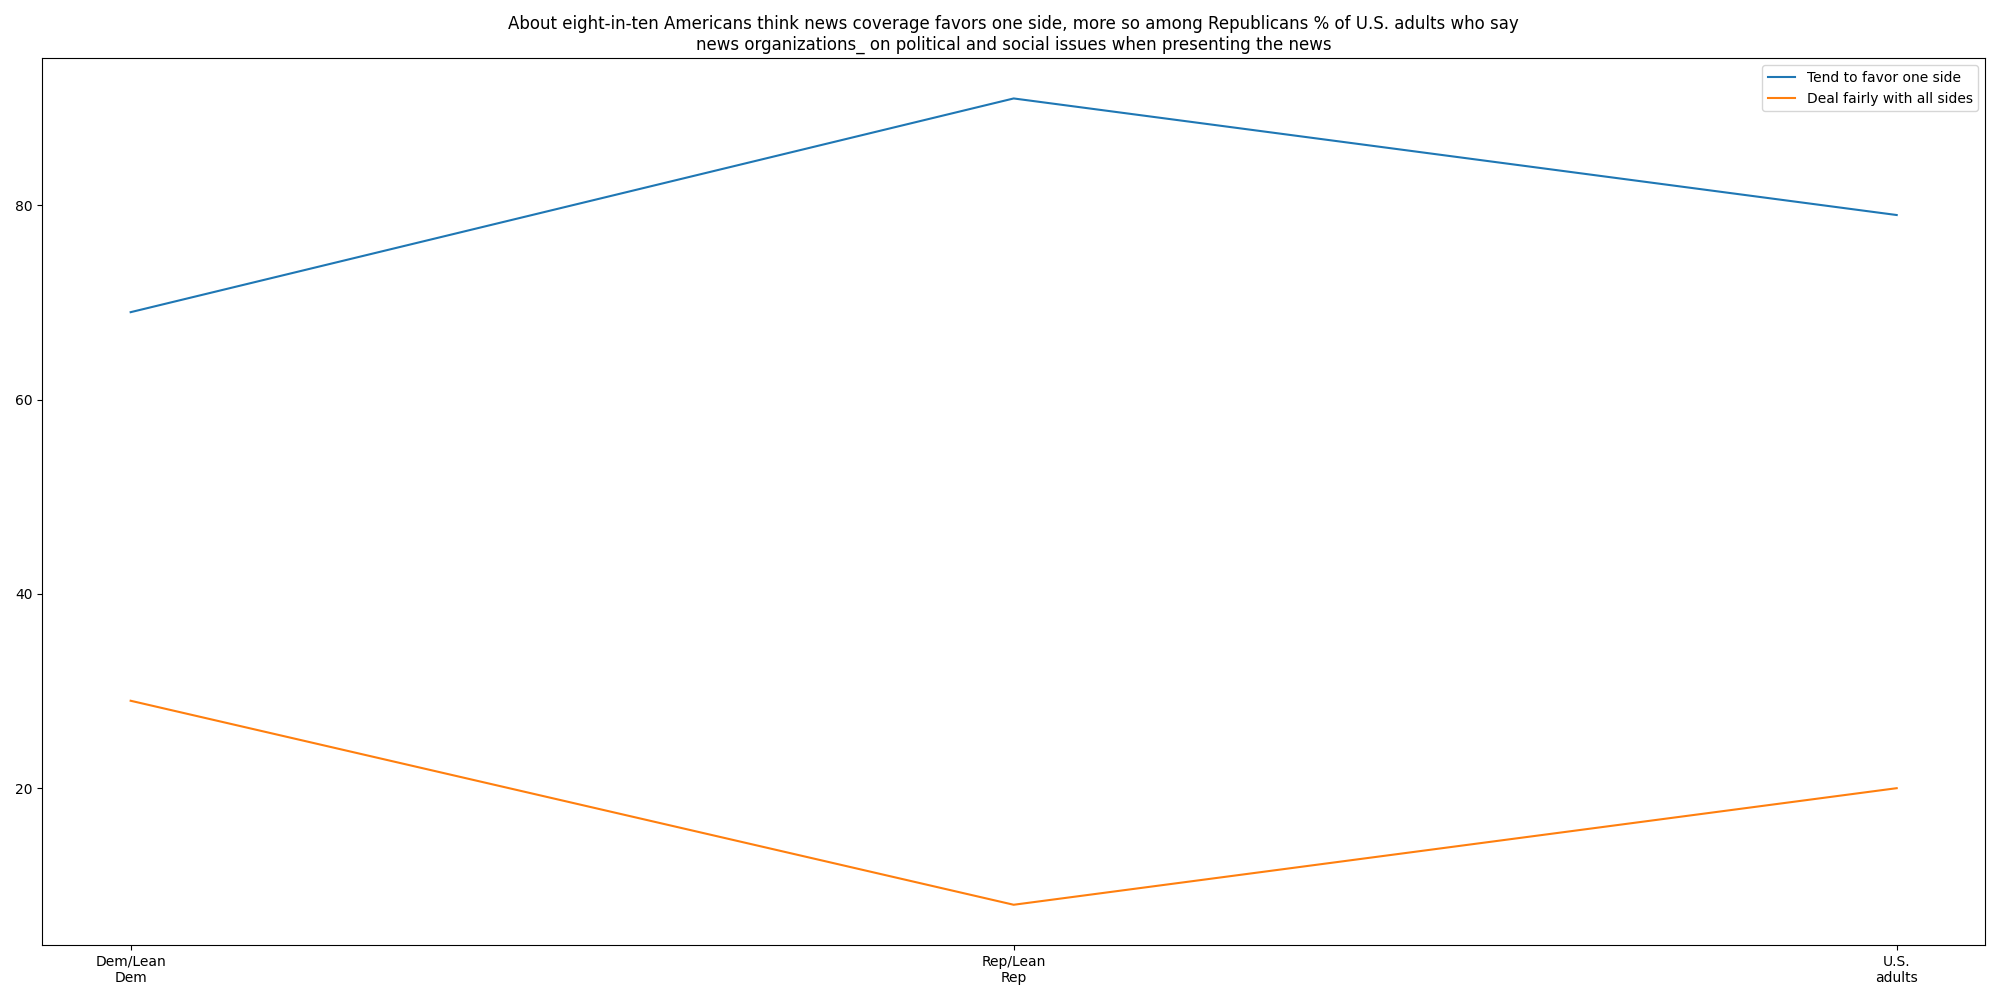 About eight-in-ten Americans think news coverage favors one side, more so among Republicans % of U.S. adults who say
news organizations_ on political and social issues when presenting the news
Tend to favor one side
Deal fairly with all sides
80
60
40
20
Dem/Lean
Dem
Rep/Lean
Rep
U.S.
adults